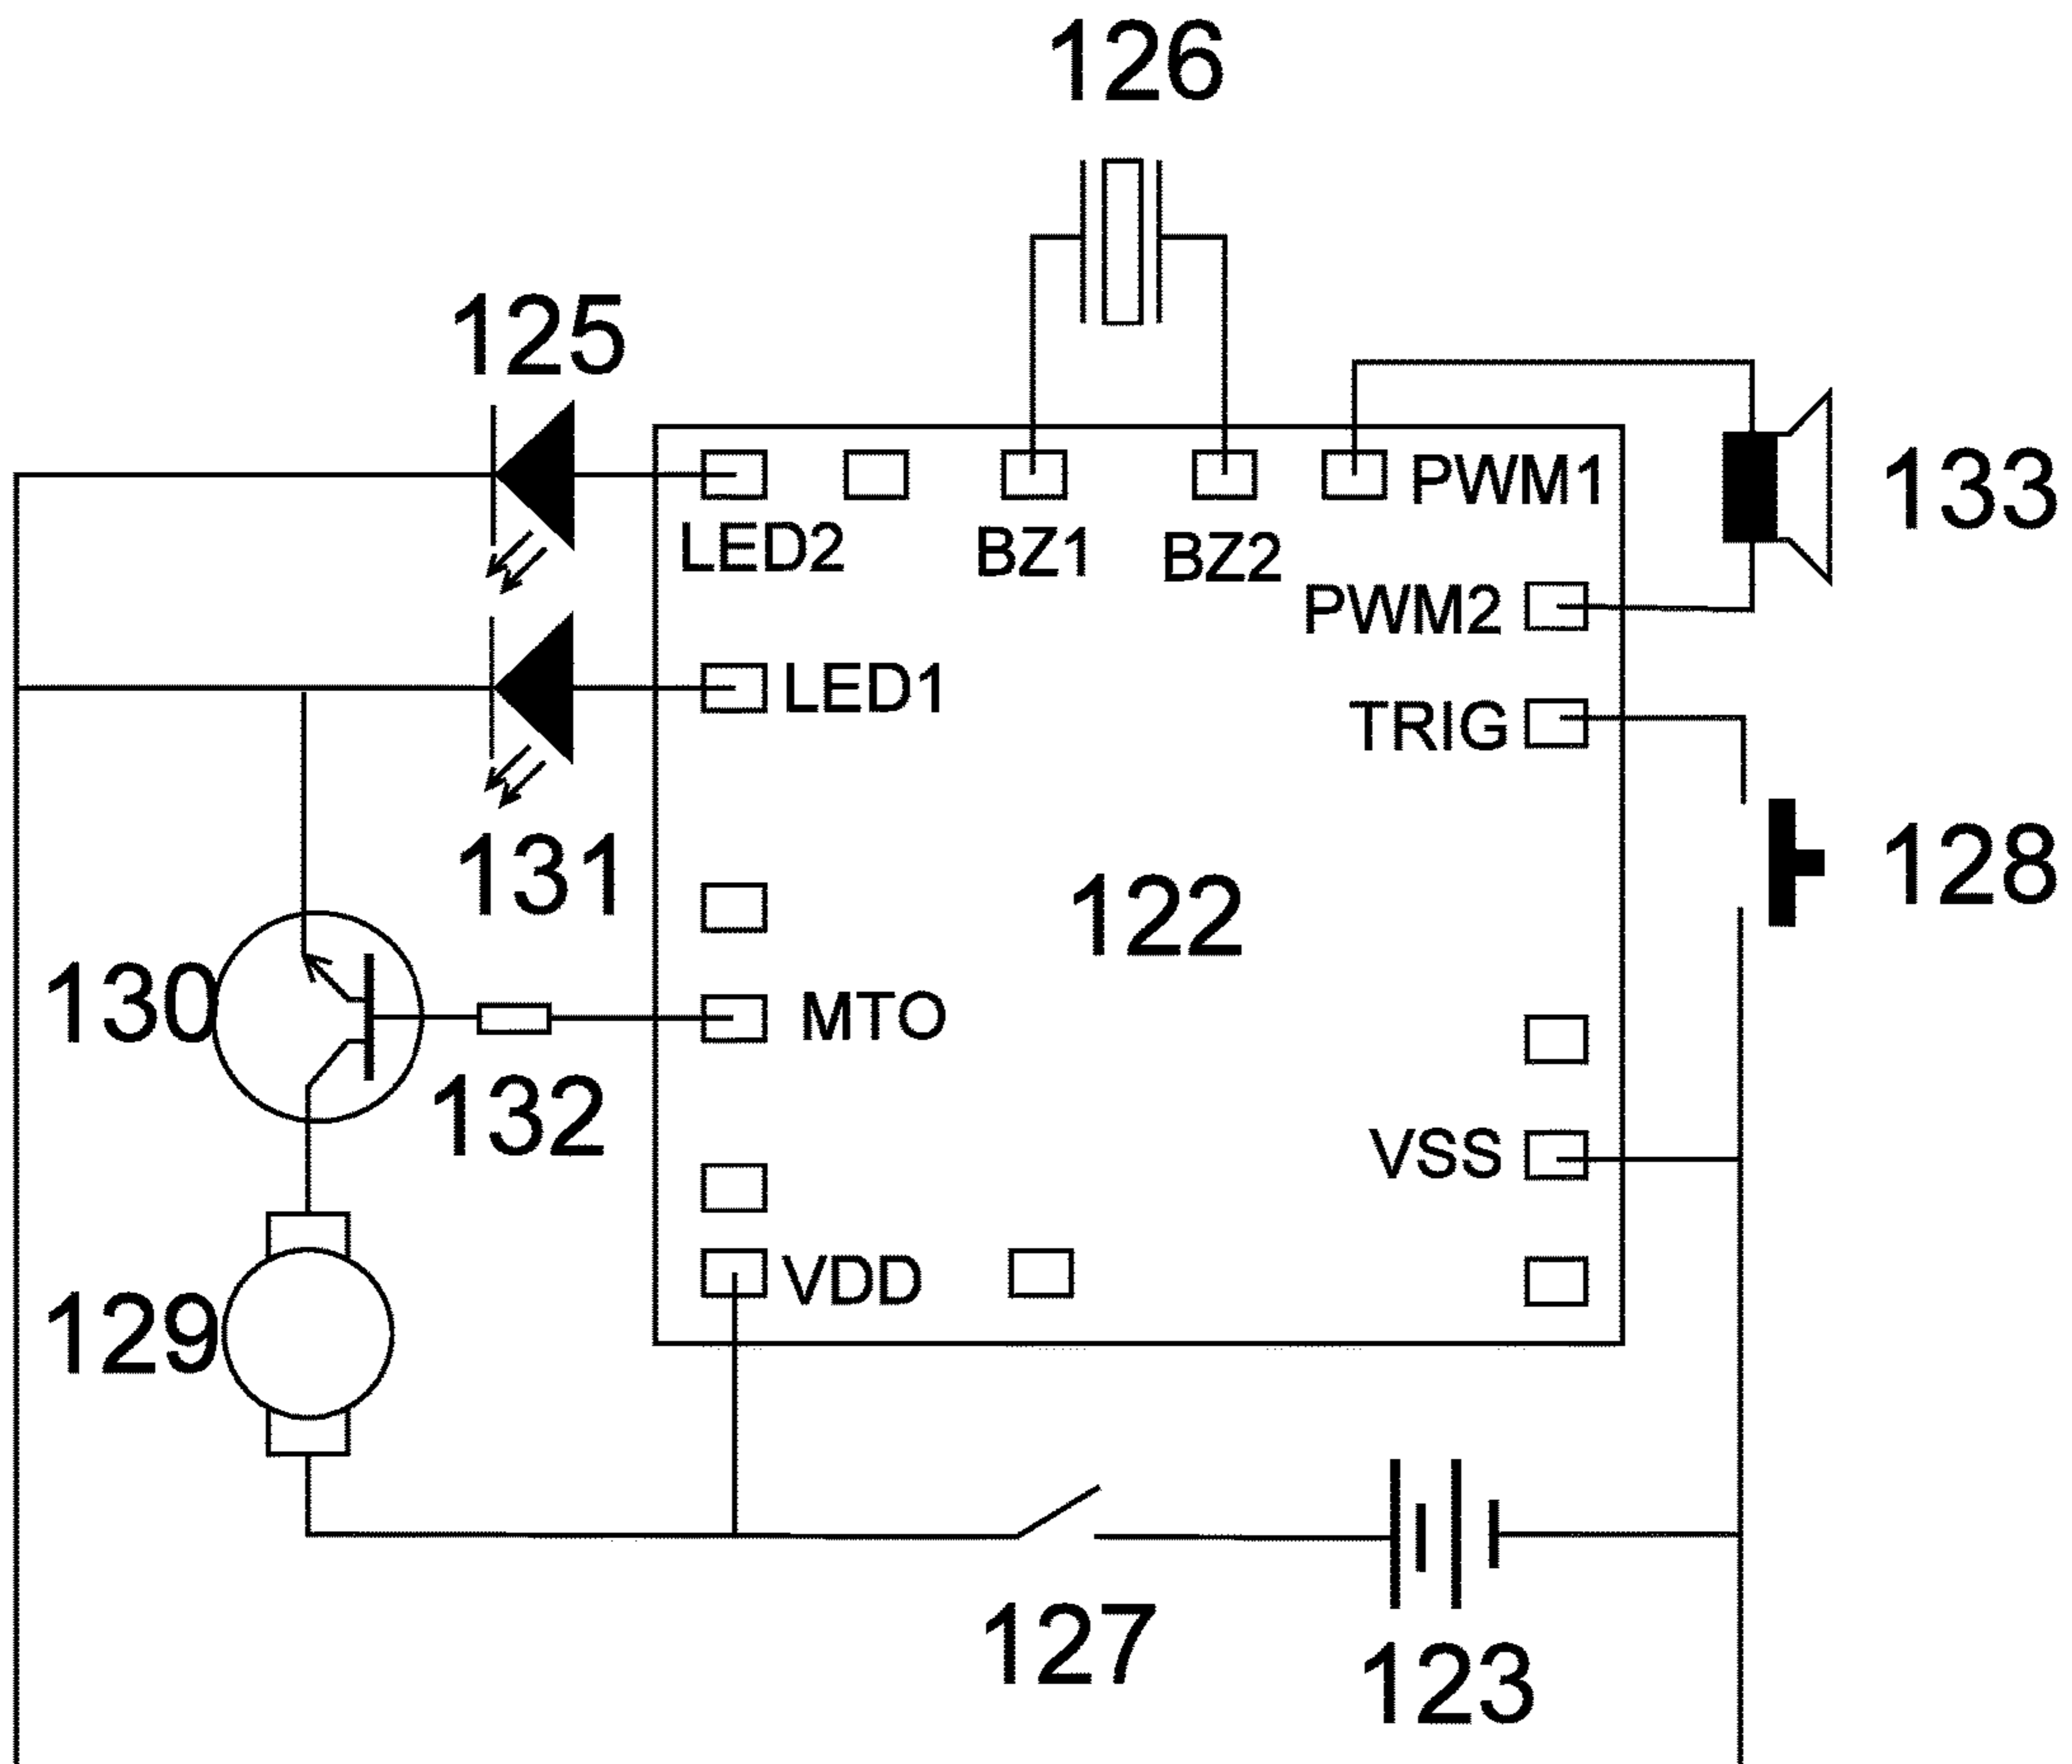 126
125
133
PWM1
LED2
BZ1
BZ2
PWM2
LED1
TRIG
131
128
122
130
MTO
132
VSS
VDD
129
127
123